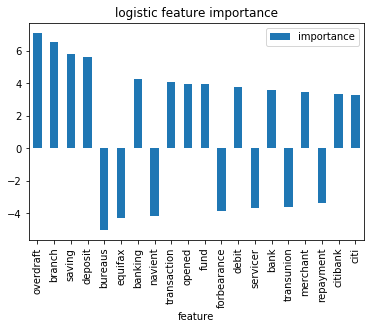 logistic feature importance
importance
6
4
2
0
−2
−4
overdraft
branch
saving
deposit
bureaus
equifax
banking
navient
transaction
opened
fund
forbearance
debit
servicer
bank
transunion
merchant
repayment
citibank
citi
feature